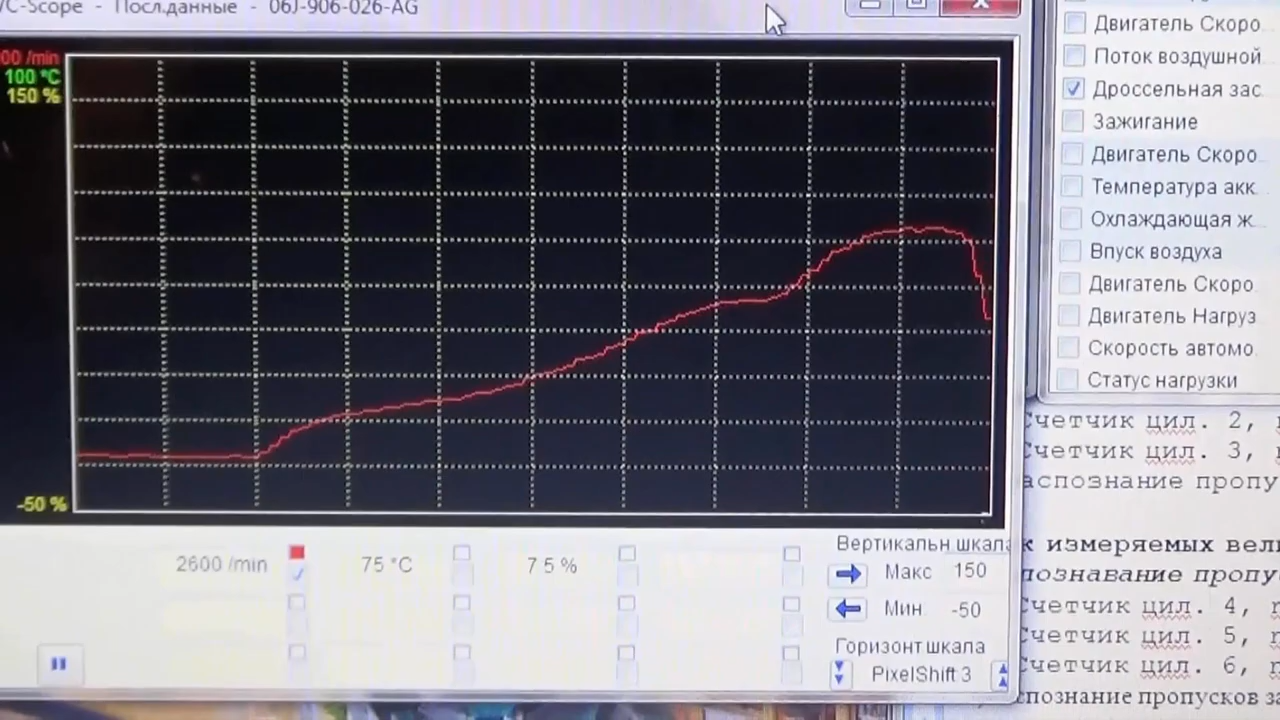 VC-Scope - Посл.данные - 06J-906-026-AG
00 /min
100 °C
150 %
-50 %
2600 /min
75 °C
7 5 %
Вертикальн шкала
Макс 150
Мин -50
Горизонт шкала
PixelShift 3
Двигатель Скоро...
Поток воздушной
Дроссельная зас
Зажигание
Двигатель Скоро..
Температура акк
Охлаждающая ж...
Впуск воздуха
Двигатель Скоро.
Двигатель Нагруз
Скорость автомо.
Статус нагрузки
Счетчик цил. 2,
Счетчик цил. 3,
аспознание пропу
к измеряемых вели
познавание пропу
Счетчик цил. 4,
Счетчик цил. 5,
Счетчик цил. 6,
спознание пропусков за